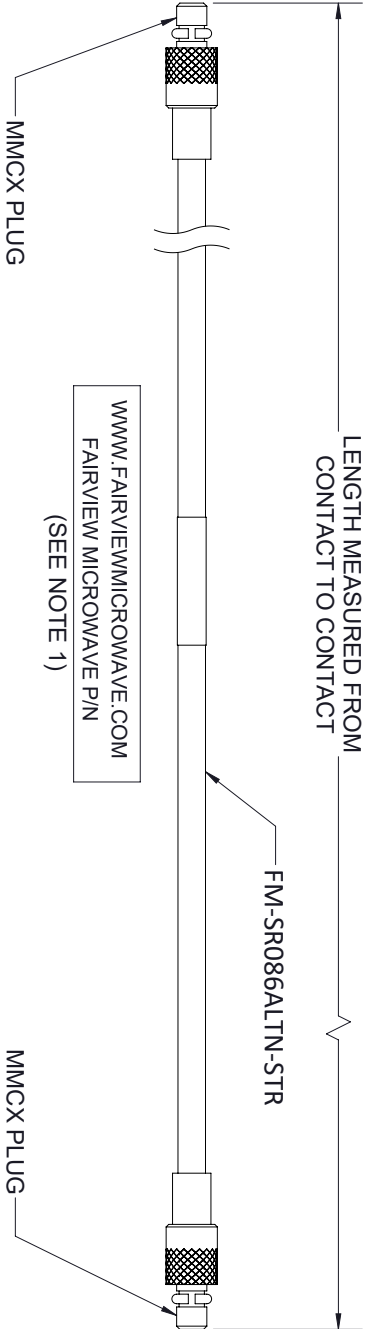 LENGTH MEASURED FROM
CONTACT TO CONTACT
FM-SR086ALTN-STR
MMCX PLUG
WWW.FAIRVIEWMICROWAVE.COM
FAIRVIEW MICROWAVE P/N
(SEE NOTE 1)
MMCX PLUG